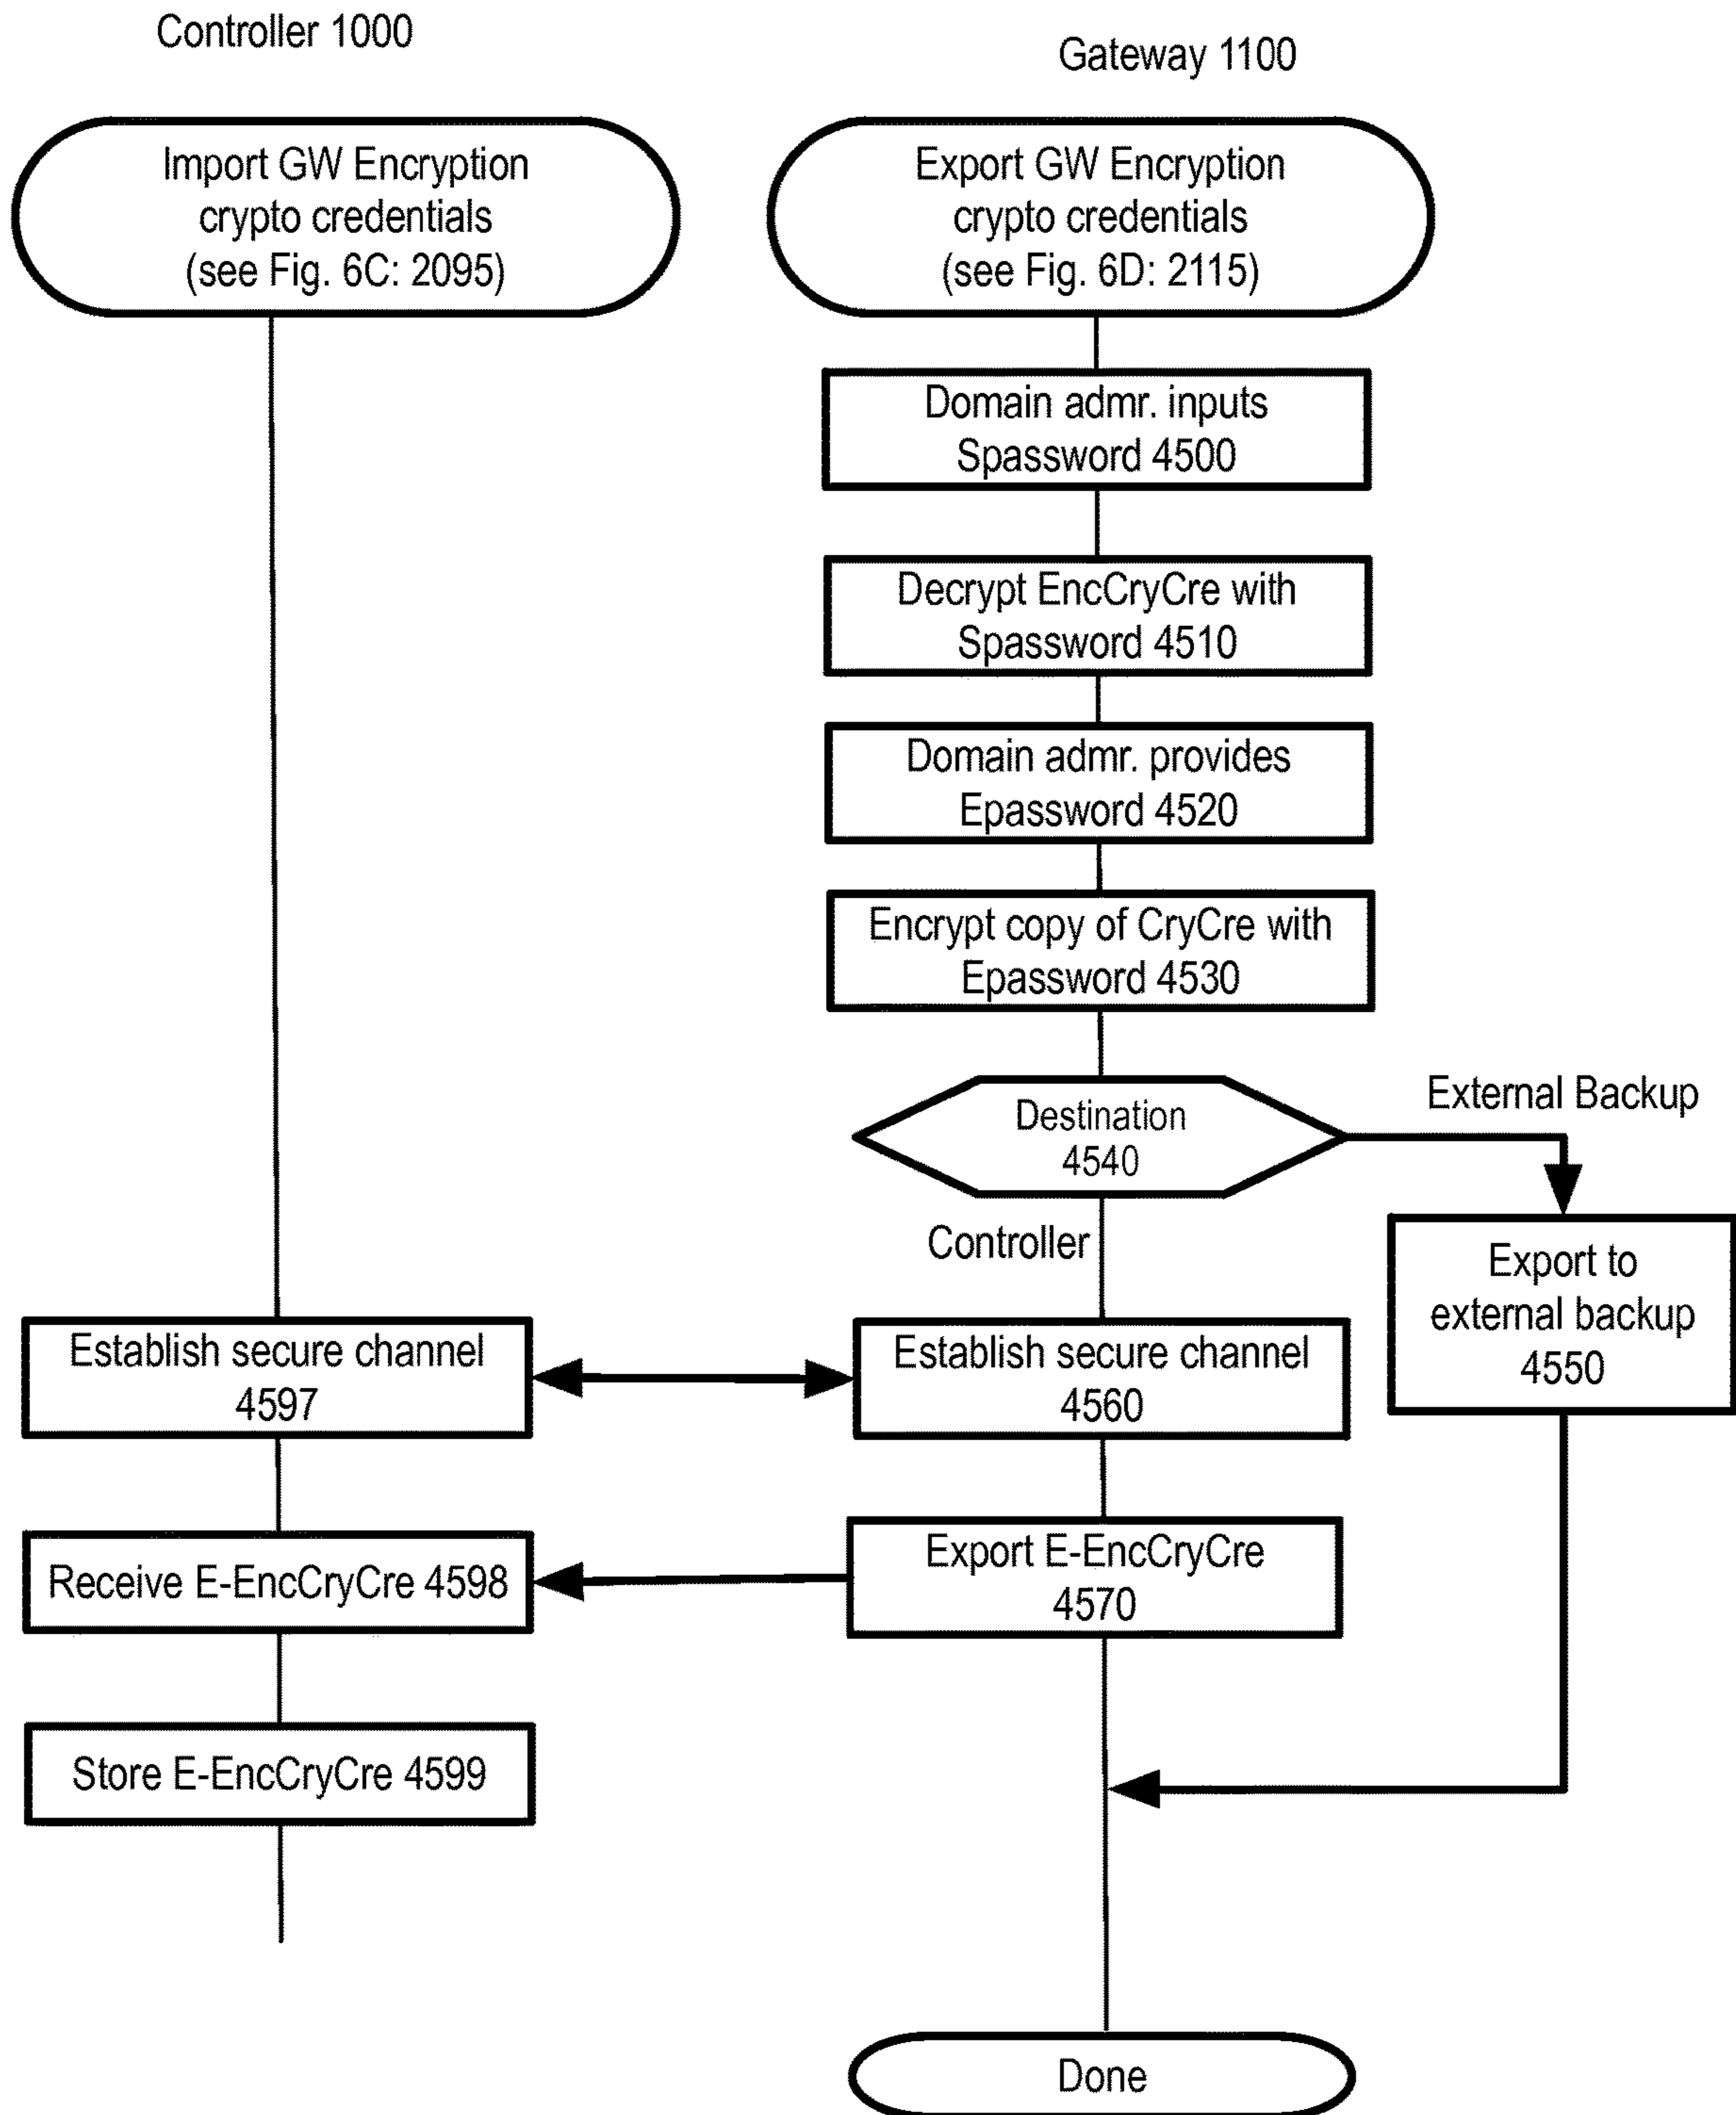 Controller 1000
Gateway 1100
Import GW Encryption
crypto credentials
(see Fig. 6C: 2095)
Export GW Encryption
crypto credentials
(see Fig. 6D: 2115)
Domain admr. inputs
Spassword 4500
Decrypt EncCryCre with
Spassword 4510
Domain admr. provides
Epassword 4520
Encrypt copy of CryCre with
Epassword 4530
Destination
4540
External Backup
Controller
Export to
external backup
4550
Establish secure channel
4597
Establish secure channel
4560
Receive E-EncCryCre 4598
Export E-EncCryCre
4570
Store E-EncCryCre 4599
Done